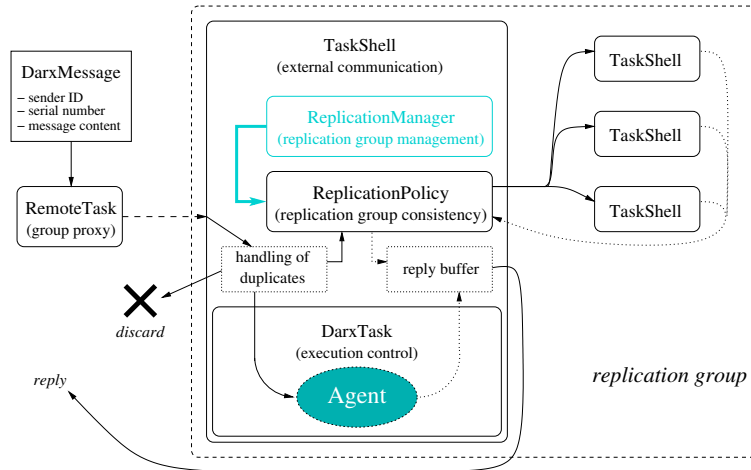 TaskShell
(external communication)
DarxMessage
– sender ID
– serial number
– message content
ReplicationManager
(replication group management)
TaskShell
TaskShell
TaskShell
RemoteTask
(group proxy)
ReplicationPolicy
(replication group consistency)
handling of
duplicates
reply buffer
discard
DarxTask
(execution control)
Agent
reply
replication group